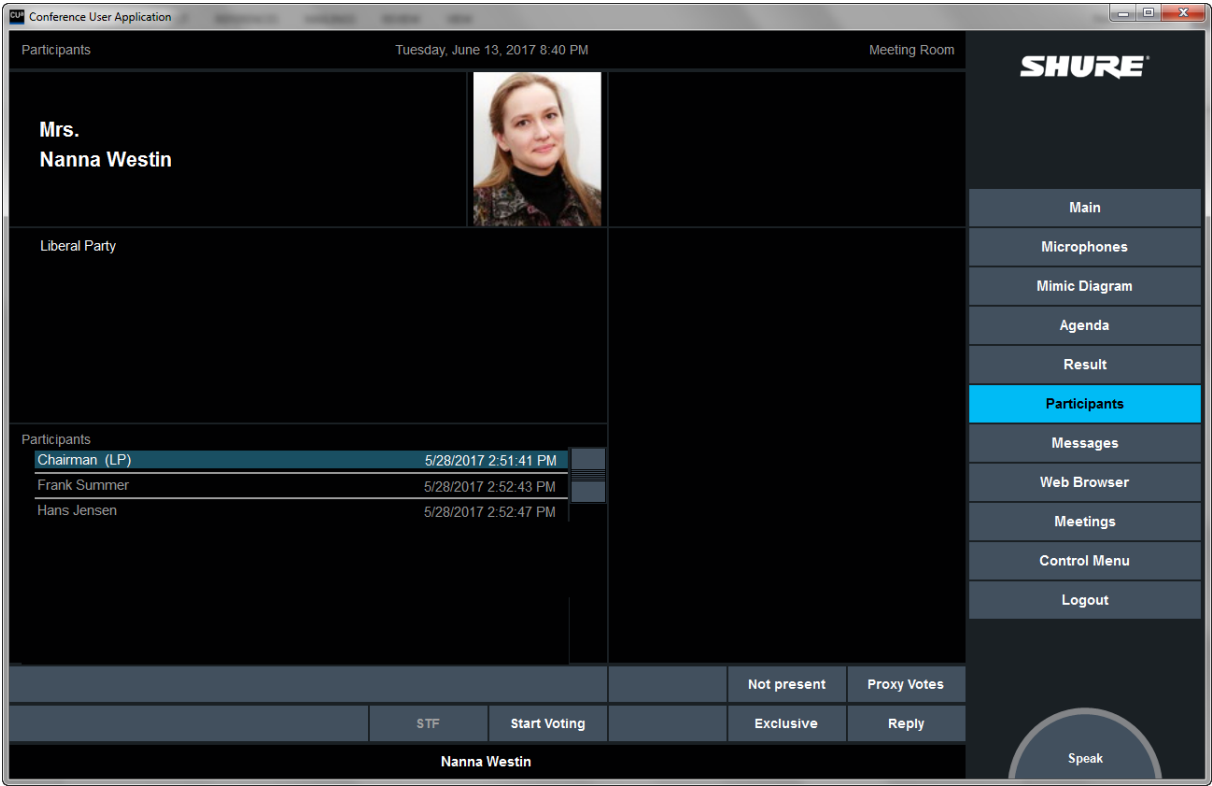 CU Conference User Application
Participants Tuesday, June 13, 2017 8:40 PM Meeting Room
SHURE
Mrs.
Nanna Westin
Liberal Party
Participants
Chairman (LP) 5/28/2017 2:51:41 PM
Frank Summer 5/28/2017 2:52:43 PM
Hans Jensen 5/28/2017 2:52:47 PM
Main
Microphones
Mimic Diagram
Agenda
Result
Participants
Messages
Web Browser
Meetings
Control Menu
Logout
Not present Proxy Votes
STF Start Voting Exclusive Reply
Nanna Westin
Speak